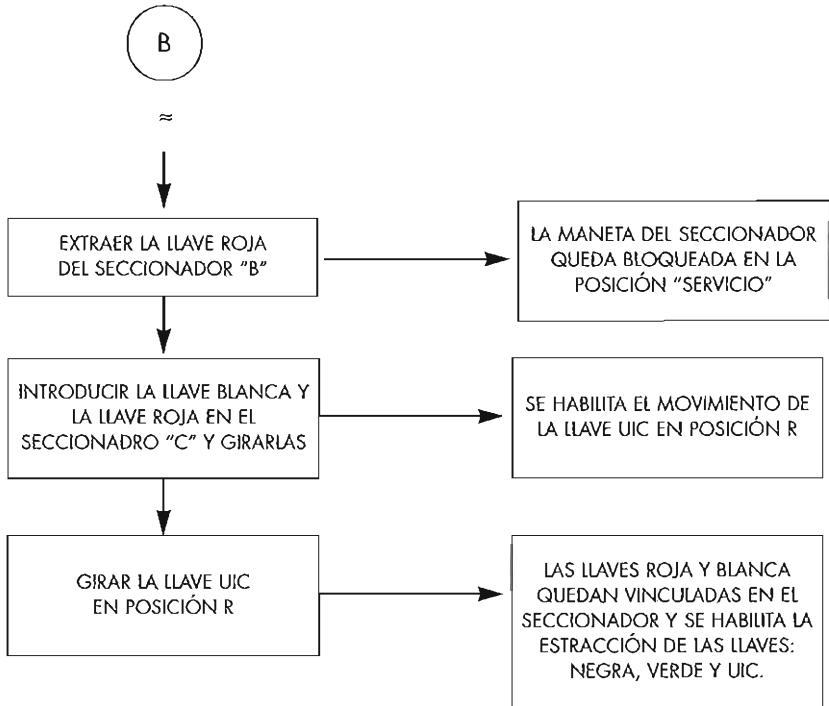 B
≈
EXTRAER LA LLAVE ROJA
DEL SECCIONADOR "B"
LA MANETA DEL SECCIONADOR
QUEDA BLOQUEADA EN LA
POSICIÓN "SERVICIO"
INTRODUCIR LA LLAVE BLANCA Y
LA LLAVE ROJA EN EL
SECCIONADRO "C" Y GIRARLAS
SE HABILITA EL MOVIMIENTO DE
LA LLAVE UIC EN POSICIÓN R
GIRAR LA LLAVE UIC
EN POSICIÓN R
LAS LLAVES ROJA Y BLANCA
QUEDAN VINCULADAS EN EL
SECCIONADOR Y SE HABILITA LA
ESTRACCIÓN DE LAS LLAVES:
NEGRA, VERDE Y UIC.